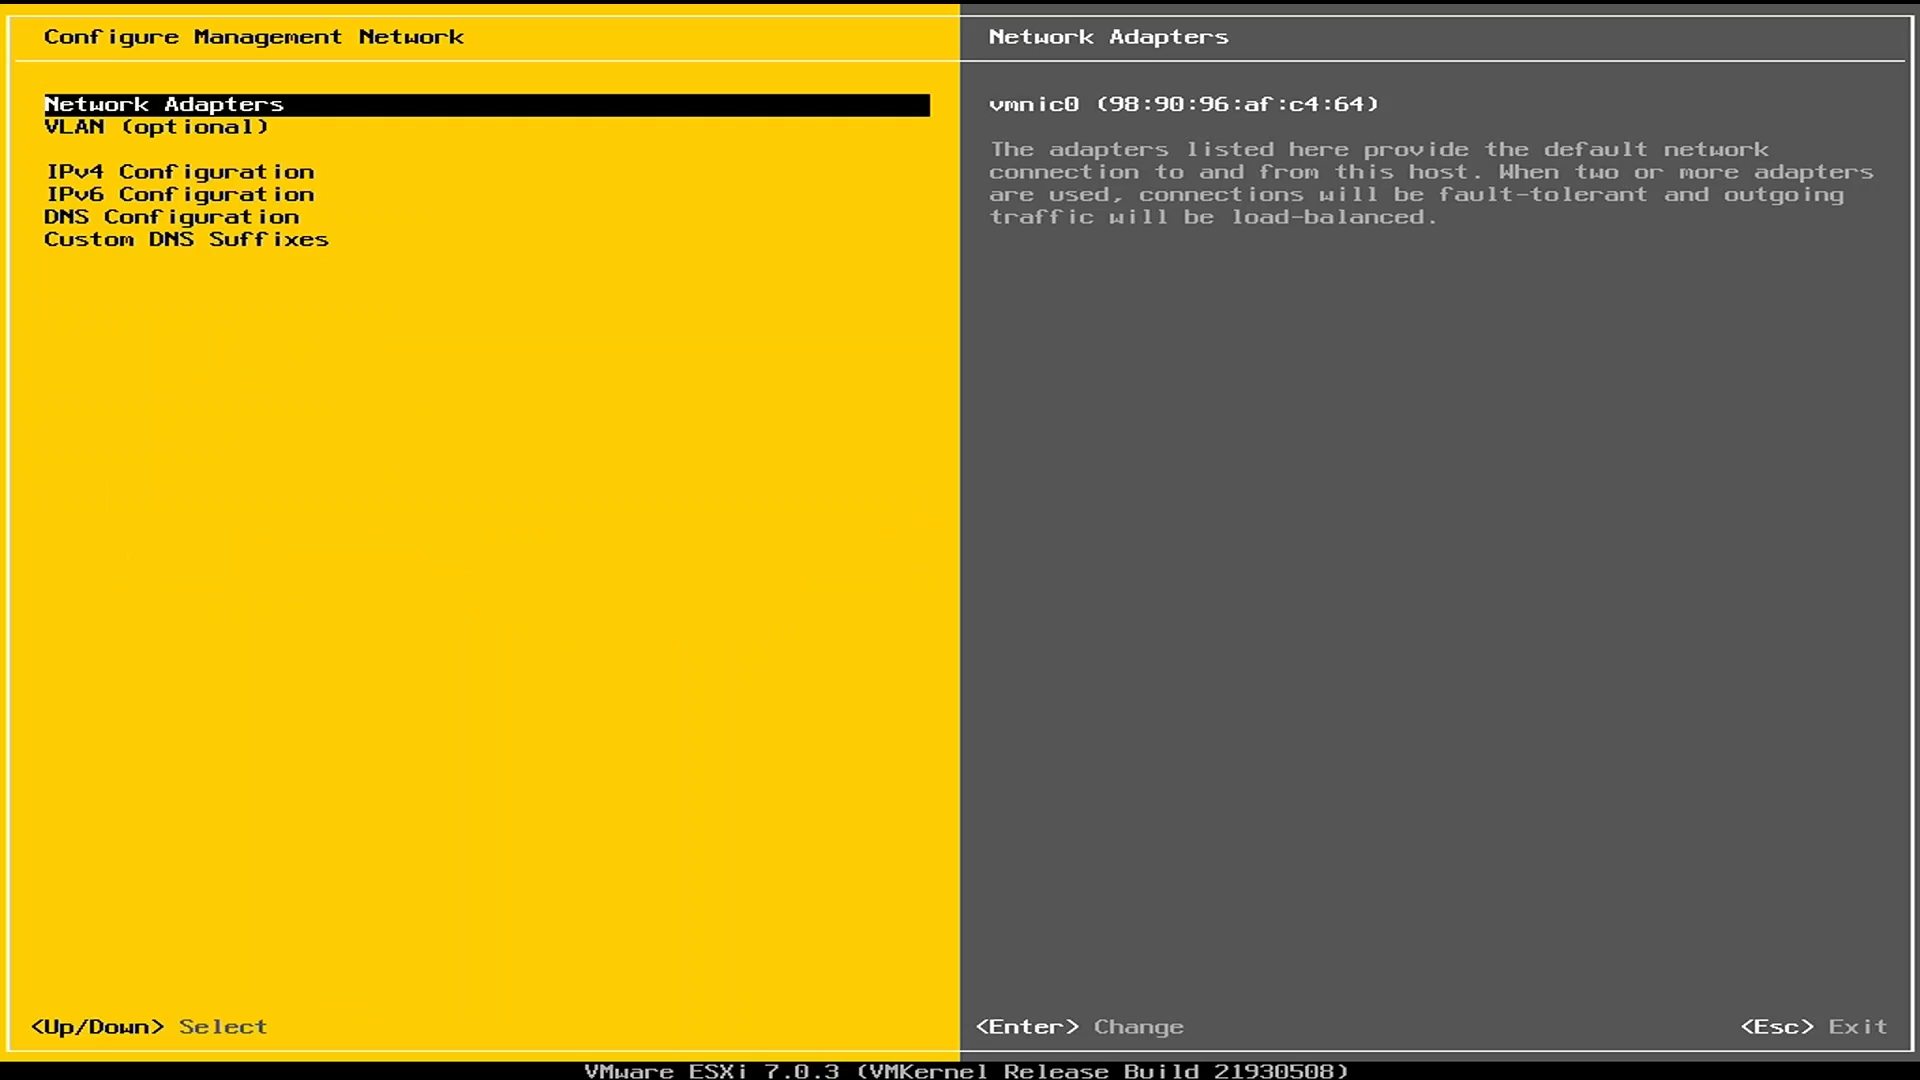 Configure Management Network
Network Adapters
Network Adapters
VLAN (optional)
IPv4 Configuration
IPv6 Configuration
DNS Configuration
Custom DNS Suffixes
vmnic0 (98:90:96:af:c4:64)
The adapters listed here provide the default network
connection to and from this host. When two or more adapters
are used, connections will be fault-tolerant and outgoing
traffic will be load-balanced.
<Up/Down> Select
<Enter> Change
<Esc> Exit
VMware ESXi 7.0.3 (VMKernel Release Build 21930508)